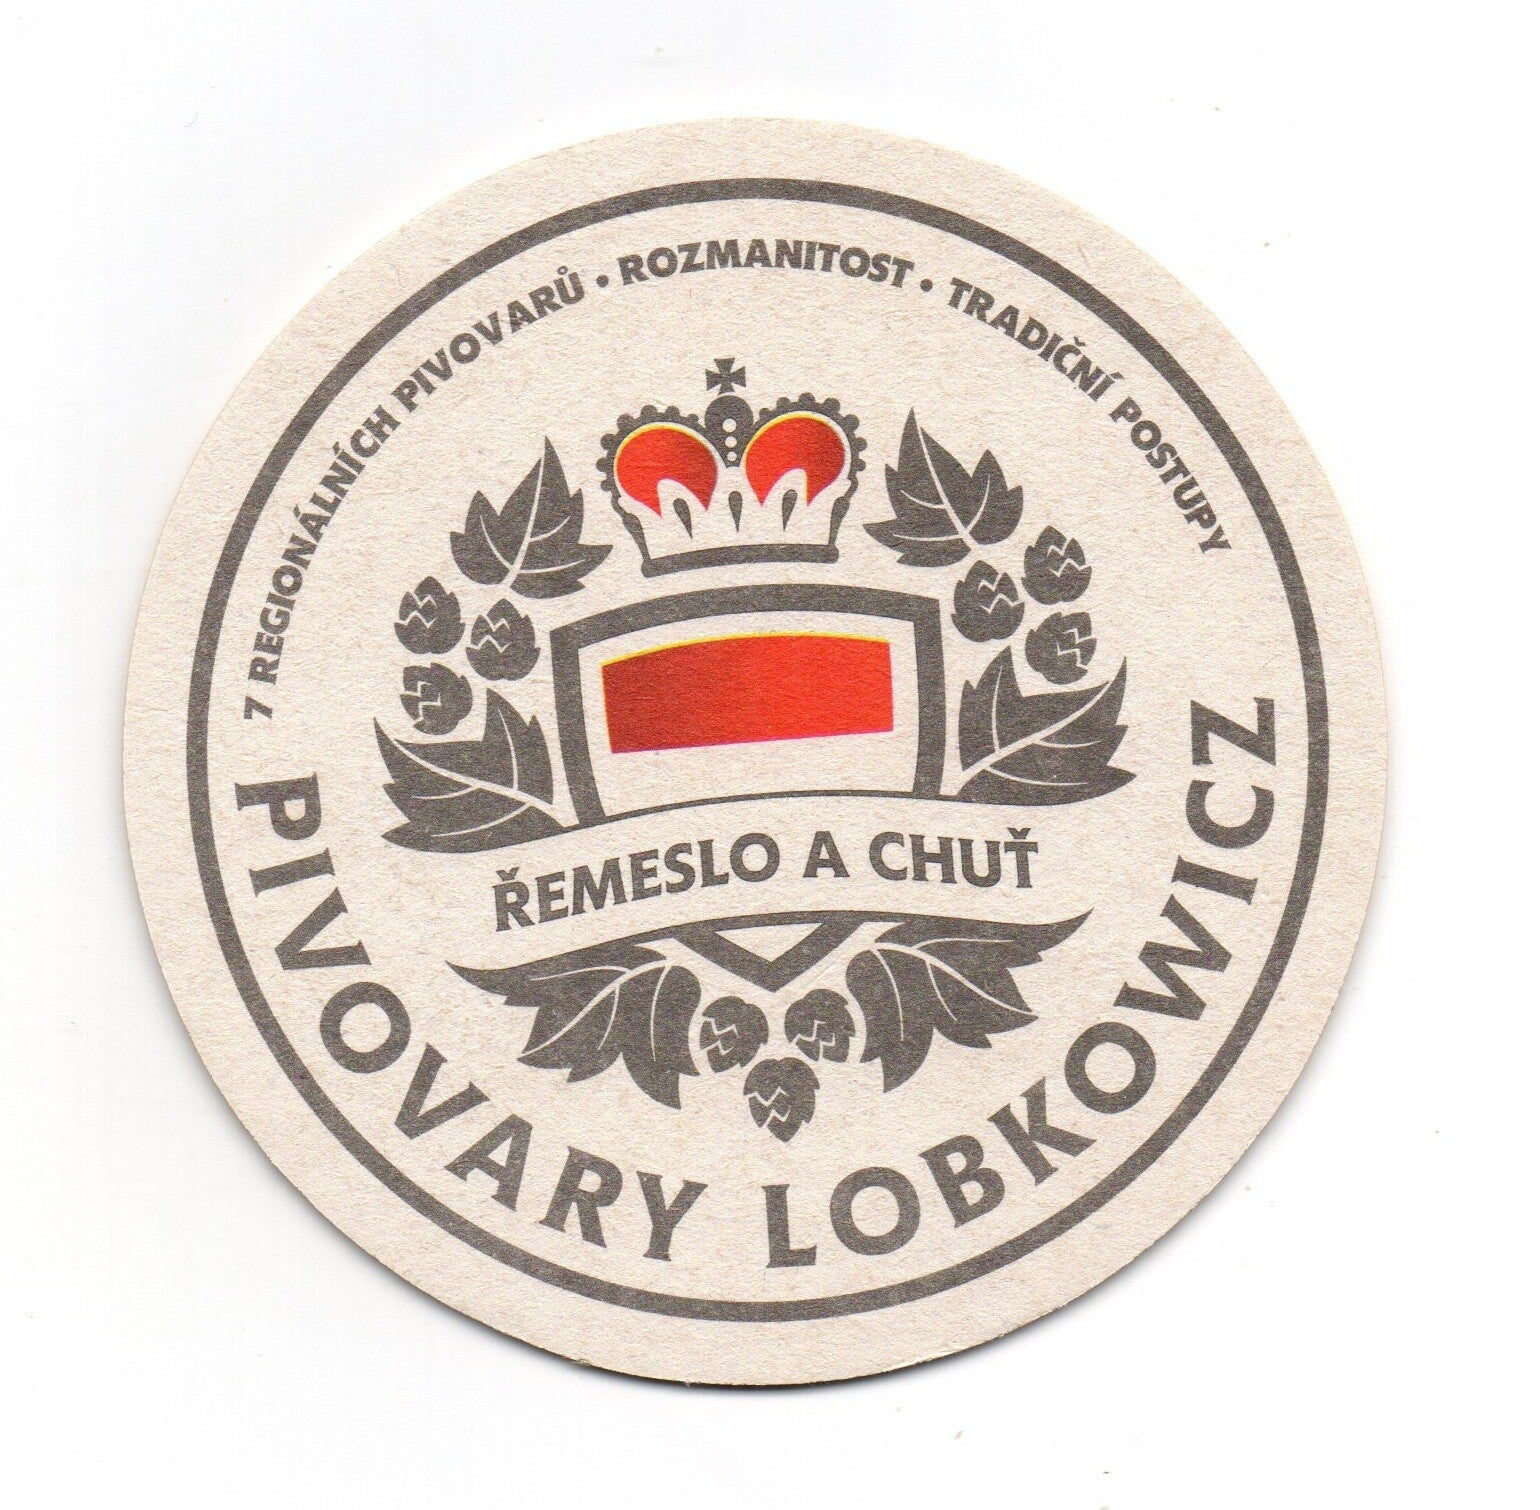 7 REGIONÁLNÍCH PIVOVARŮ • ROZMANITOST • TRADIČNÍ POSTUPY
ŘEMESLO A CHUŤ
PIVOVARY LOBKOWICZ